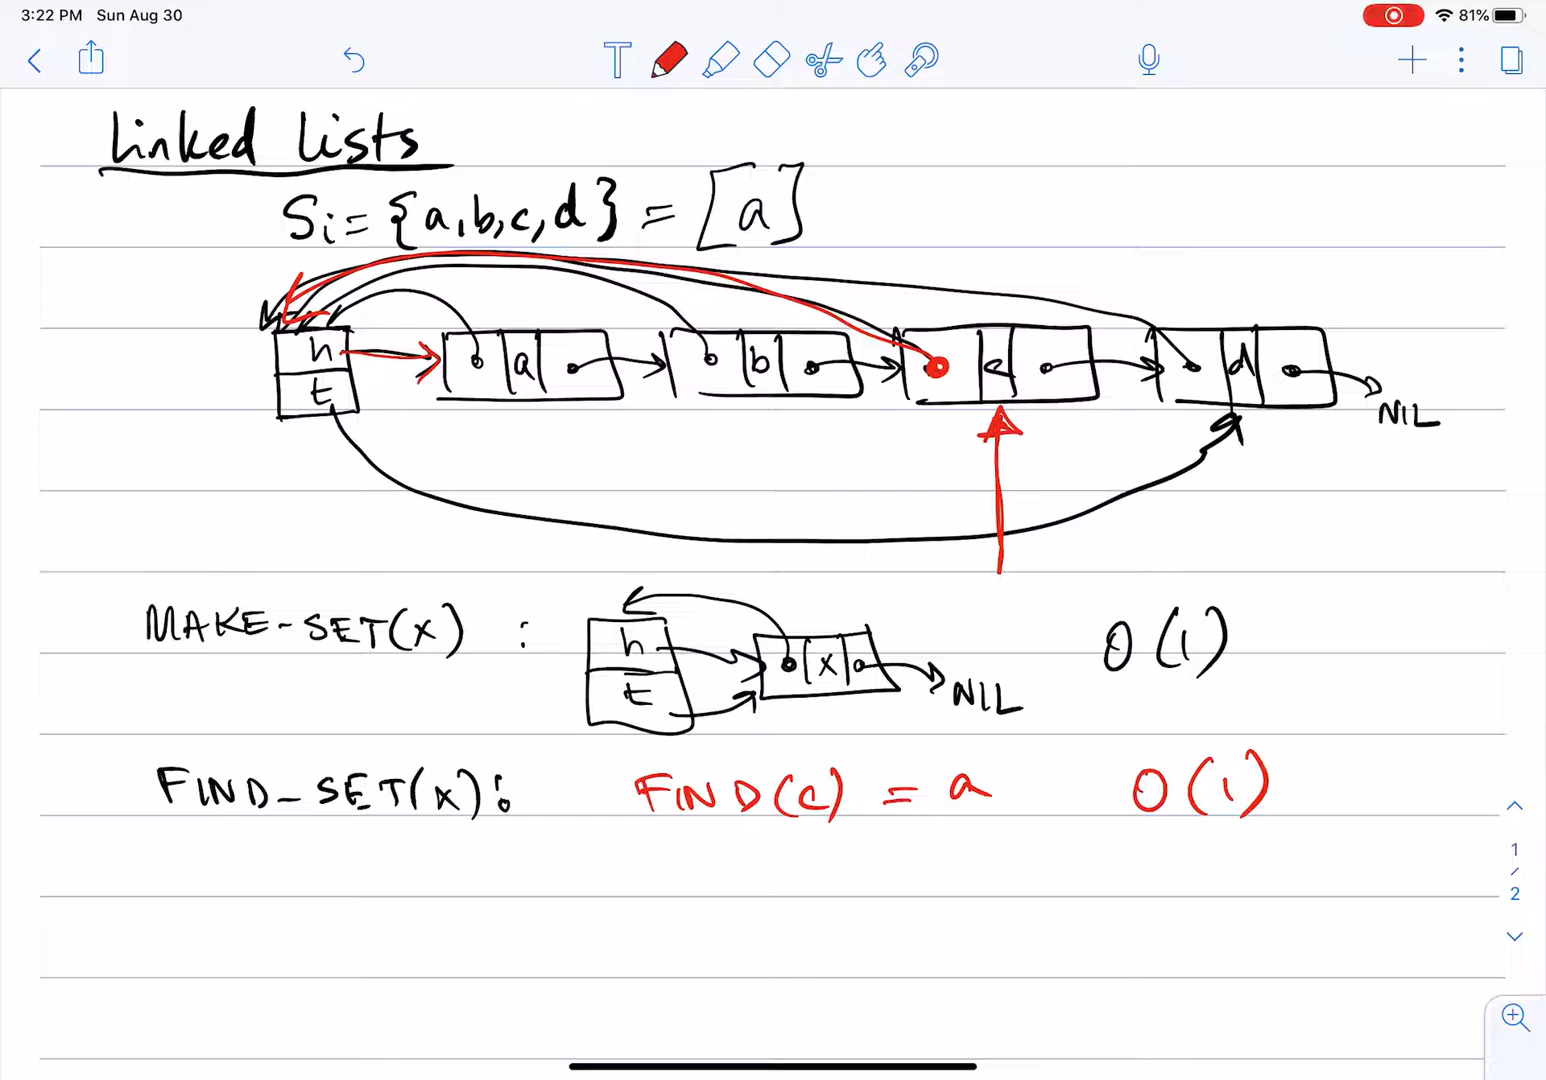 3:22 PM Sun Aug 30
81%
T
Linked lists
Si = {a,b,c,d} = [a]
h a b c d
t
NIL
MAKE-SET(x) : h x O(1)
t NIL
FIND-SET(x): FIND(c) = a O(1)
1
/
2